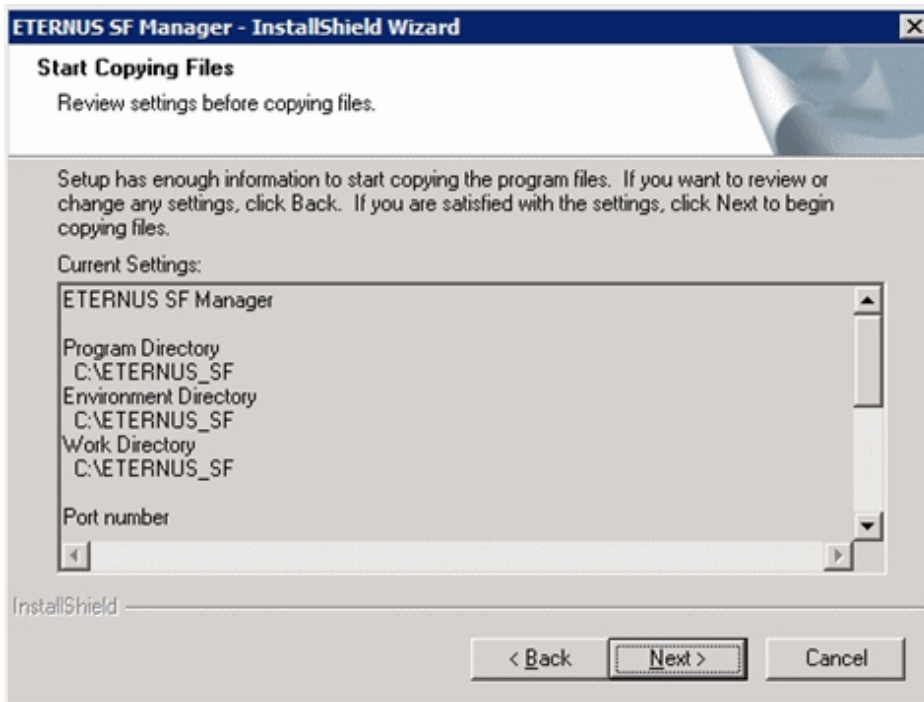 ETERNUS SF Manager - InstallShield Wizard
Start Copying Files
Review settings before copying files.
Setup has enough information to start copying the program files. If you want to review or
change any settings, click Back. If you are satisfied with the settings, click Next to begin
copying files.
Current Settings:
ETERNUS SF Manager
Program Directory
C:\ETERNUS_SF
Environment Directory
C:\ETERNUS_SF
Work Directory
C:\ETERNUS_SF
Port number
InstallShield
< Back
Next >
Cancel